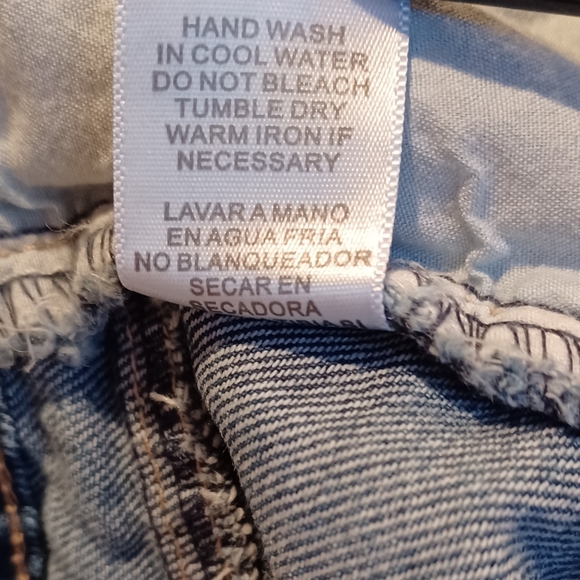 HAND WASH
IN COOL WATER
DO NOT BLEACH
TUMBLE DRY
WARM IRON IF
NECESSARY
LAVAR A MANO
EN AGUA FRIA
NO BLANQUEADOR
SECAR EN
SECADORA